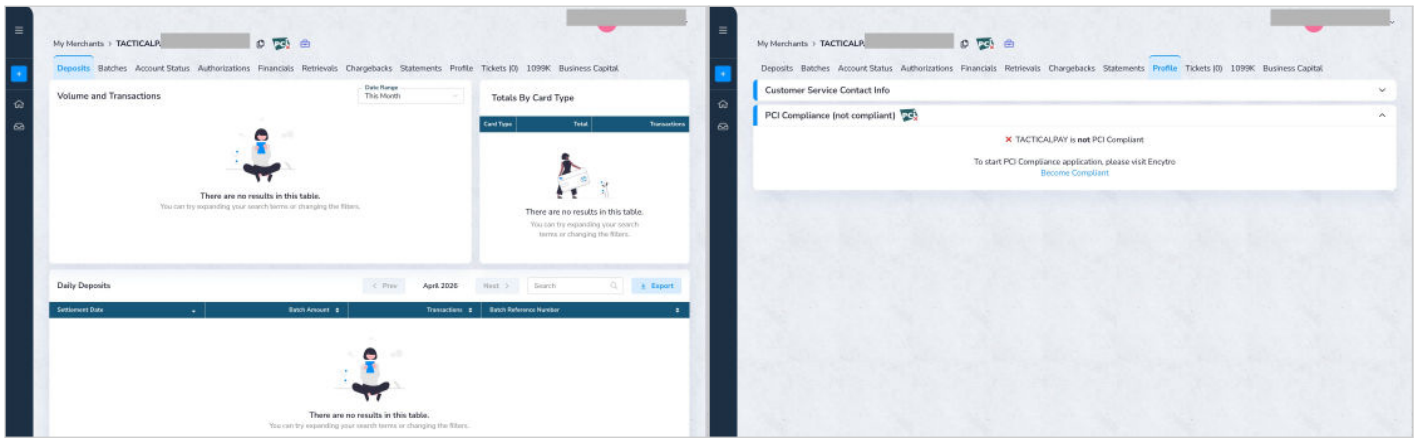 My Merchants > TACTICALP
PCI
Deposits Batches Account Status Authorizations Financials Retrievals Chargebacks Statements Profile Tickets (0) 1099K Business Capital
Volume and Transactions
Date Range
This Month
There are no results in this table.
You can try expanding your search terms or changing the filters.
Totals By Card Type
Card Type Total Transactions
There are no results in this table.
You can try expanding your search
terms or changing the filters.
Daily Deposits
< Prev April 2026 Next > Search Export
Settlement Date Batch Amount Transactions Batch Reference Number
There are no results in this table.
You can try expanding your search terms or changing the filters.
My Merchants > TACTICALP
PCI
Deposits Batches Account Status Authorizations Financials Retrievals Chargebacks Statements Profile Tickets (0) 1099K Business Capital
Customer Service Contact Info
PCI Compliance (not compliant) PCI
TACTICALPAY is not PCI Compliant
To start PCI Compliance application, please visit Encytro
Become Compliant